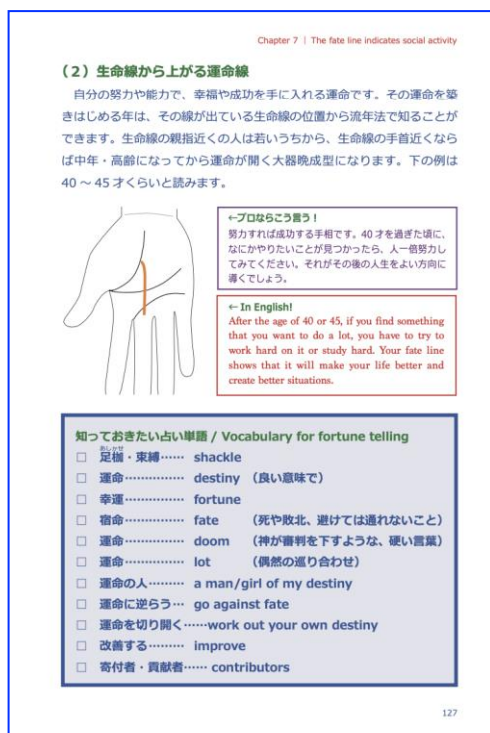 Chapter 7 | The fate line indicates social activity
（2）生命線から上がる運命線
自分の努力や能力で、幸福や成功を手に入れる運命です。その運命を築
きはじめる年は、その線が出ている生命線の位置から流年法で知ることが
できます。生命線の親指近くの人は若いうちから、生命線の手首近くなら
ば中年・高齢になってから運命が開く大器晩成型になります。下の例は
40 ～ 45 才くらいと読みます。
←プロならこう言う！
努力すれば成功する手相です。40 才を過ぎた頃に、
なにかやりたいことが見つかったら、人一倍努力し
てみてください。それがその後の人生をよい方向に
導くでしょう。
← In English!
After the age of 40 or 45, if you find something
that you want to do a lot, you have to try to
work hard on it or study hard. Your fate line
shows that it will make your life better and
create better situations.
知っておきたい占い単語 / Vocabulary for fortune telling
あしかせ
□ 足枷・束縛…… shackle
□ 運命…………… destiny （良い意味で）
□ 幸運…………… fortune
□ 宿命…………… fate （死や敗北、避けては通れないこと）
□ 運命…………… doom （神が審判を下すような、硬い言葉）
□ 運命…………… lot （偶然の巡り合わせ）
□ 運命の人……… a man/girl of my destiny
□ 運命に逆らう… go against fate
□ 運命を切り開く……work out your own destiny
□ 改善する……… improve
□ 寄付者・貢献者…… contributors
127